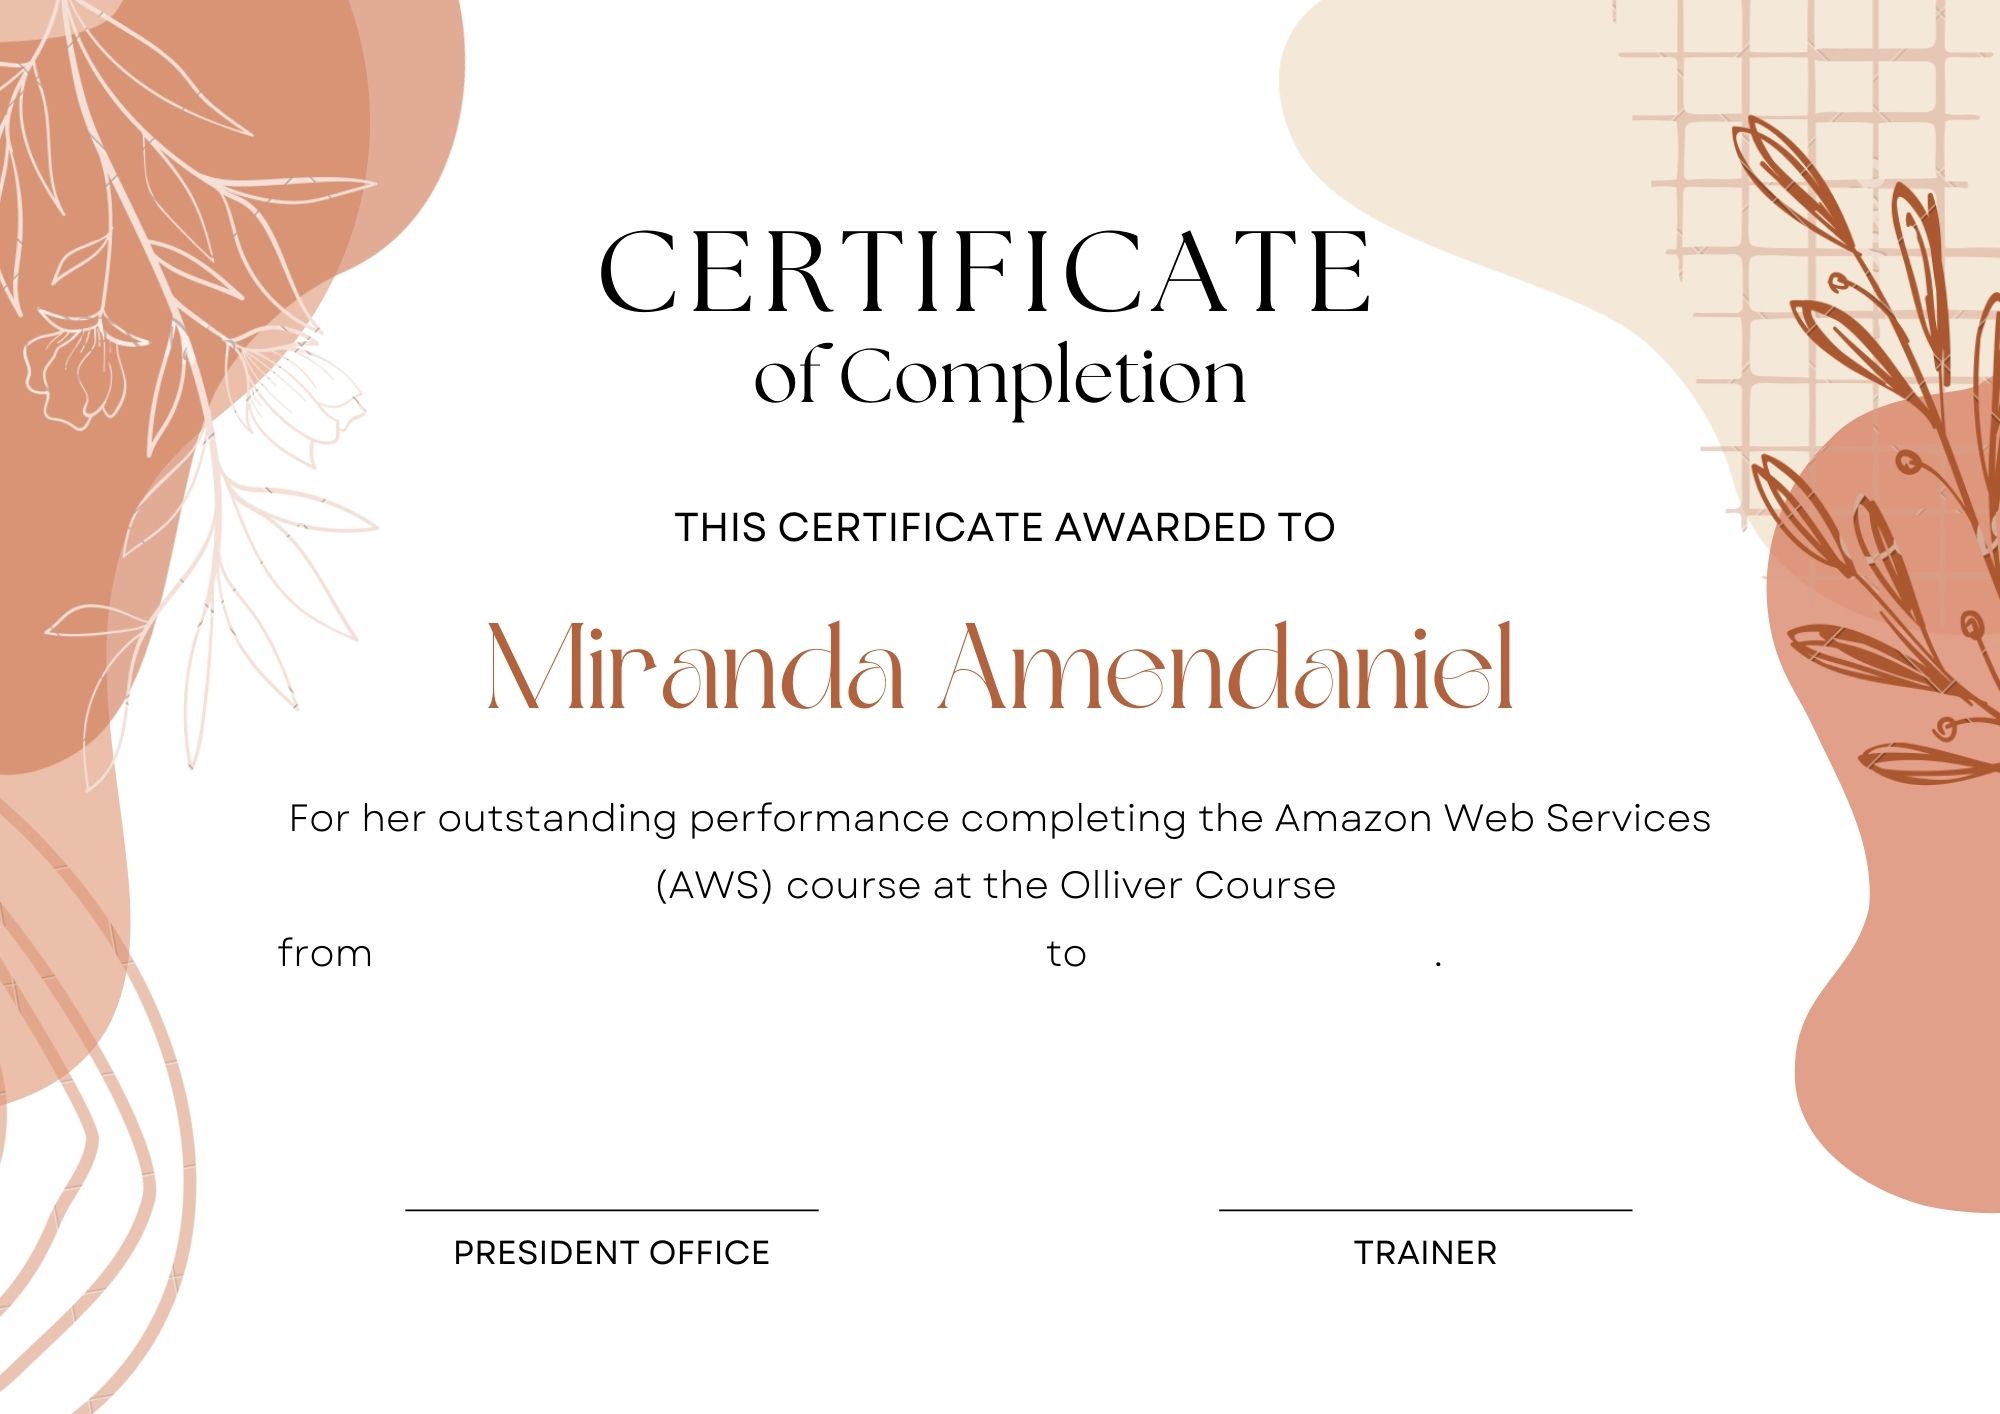 CERTIFICATE
of Completion
THIS CERTIFICATE AWARDED TO
Miranda Amendaniel
For her outstanding performance completing the Amazon Web Services
(AWS) course at the Olliver Course
from to .
PRESIDENT OFFICE
TRAINER